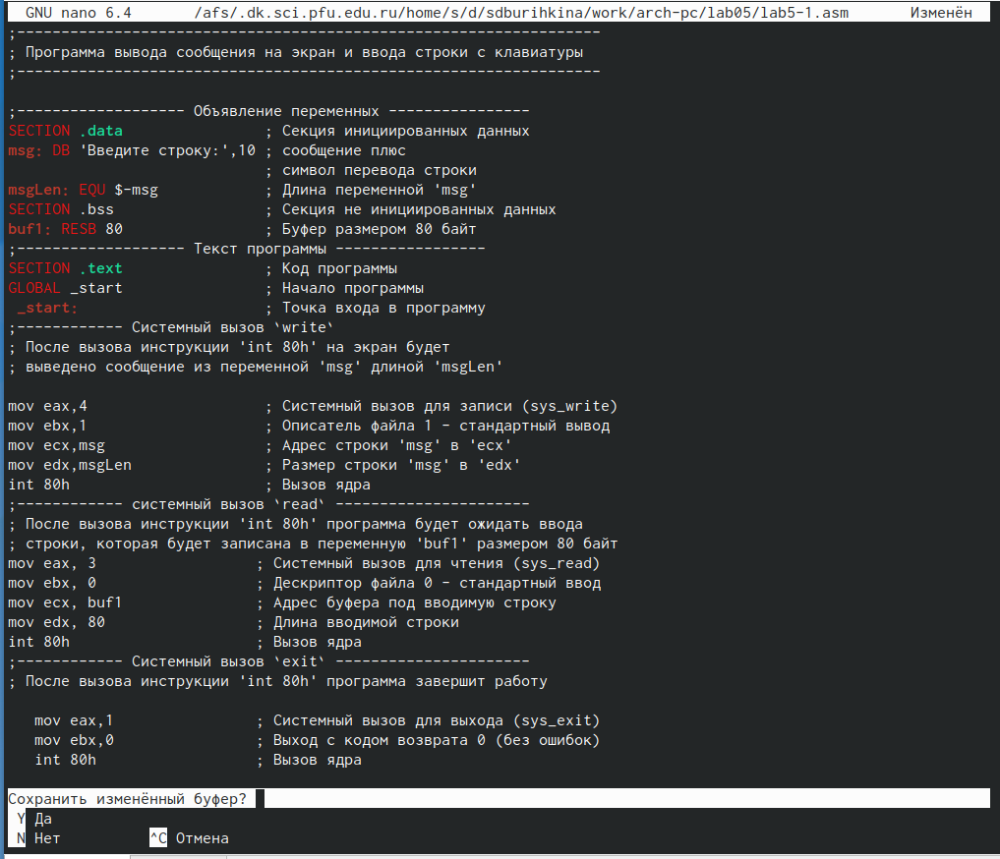 GNU nano 6.4 /afs/.dk.sci.pfu.edu.ru/home/s/d/sdburihkina/work/arch-pc/lab05/lab5-1.asm Изменён
;------------------------------------------------------------------
; Программа вывода сообщения на экран и ввода строки с клавиатуры
;------------------------------------------------------------------
;------------------- Объявление переменных ----------------
SECTION .data ; Секция инициированных данных
msg: DB 'Введите строку:',10 ; сообщение плюс
; символ перевода строки
msgLen: EQU $-msg ; Длина переменной 'msg'
SECTION .bss ; Секция не инициированных данных
buf1: RESB 80 ; Буфер размером 80 байт
;------------------- Текст программы -----------------
SECTION .text ; Код программы
GLOBAL _start ; Начало программы
_start: ; Точка входа в программу
;------------ Системный вызов `write`
; После вызова инструкции 'int 80h' на экран будет
; выведено сообщение из переменной 'msg' длиной 'msgLen'
mov eax,4 ; Системный вызов для записи (sys_write)
mov ebx,1 ; Описатель файла 1 - стандартный вывод
mov ecx,msg ; Адрес строки 'msg' в 'ecx'
mov edx,msgLen ; Размер строки 'msg' в 'edx'
int 80h ; Вызов ядра
;------------ системный вызов `read` ----------------------
; После вызова инструкции 'int 80h' программа будет ожидать ввода
; строки, которая будет записана в переменную 'buf1' размером 80 байт
mov eax, 3 ; Системный вызов для чтения (sys_read)
mov ebx, 0 ; Дескриптор файла 0 - стандартный ввод
mov ecx, buf1 ; Адрес буфера под вводимую строку
mov edx, 80 ; Длина вводимой строки
int 80h ; Вызов ядра
;------------ Системный вызов `exit` ----------------------
; После вызова инструкции 'int 80h' программа завершит работу
mov eax,1 ; Системный вызов для выхода (sys_exit)
mov ebx,0 ; Выход с кодом возврата 0 (без ошибок)
int 80h ; Вызов ядра
Сохранить изменённый буфер?
Y Да
N Нет ^C Отмена